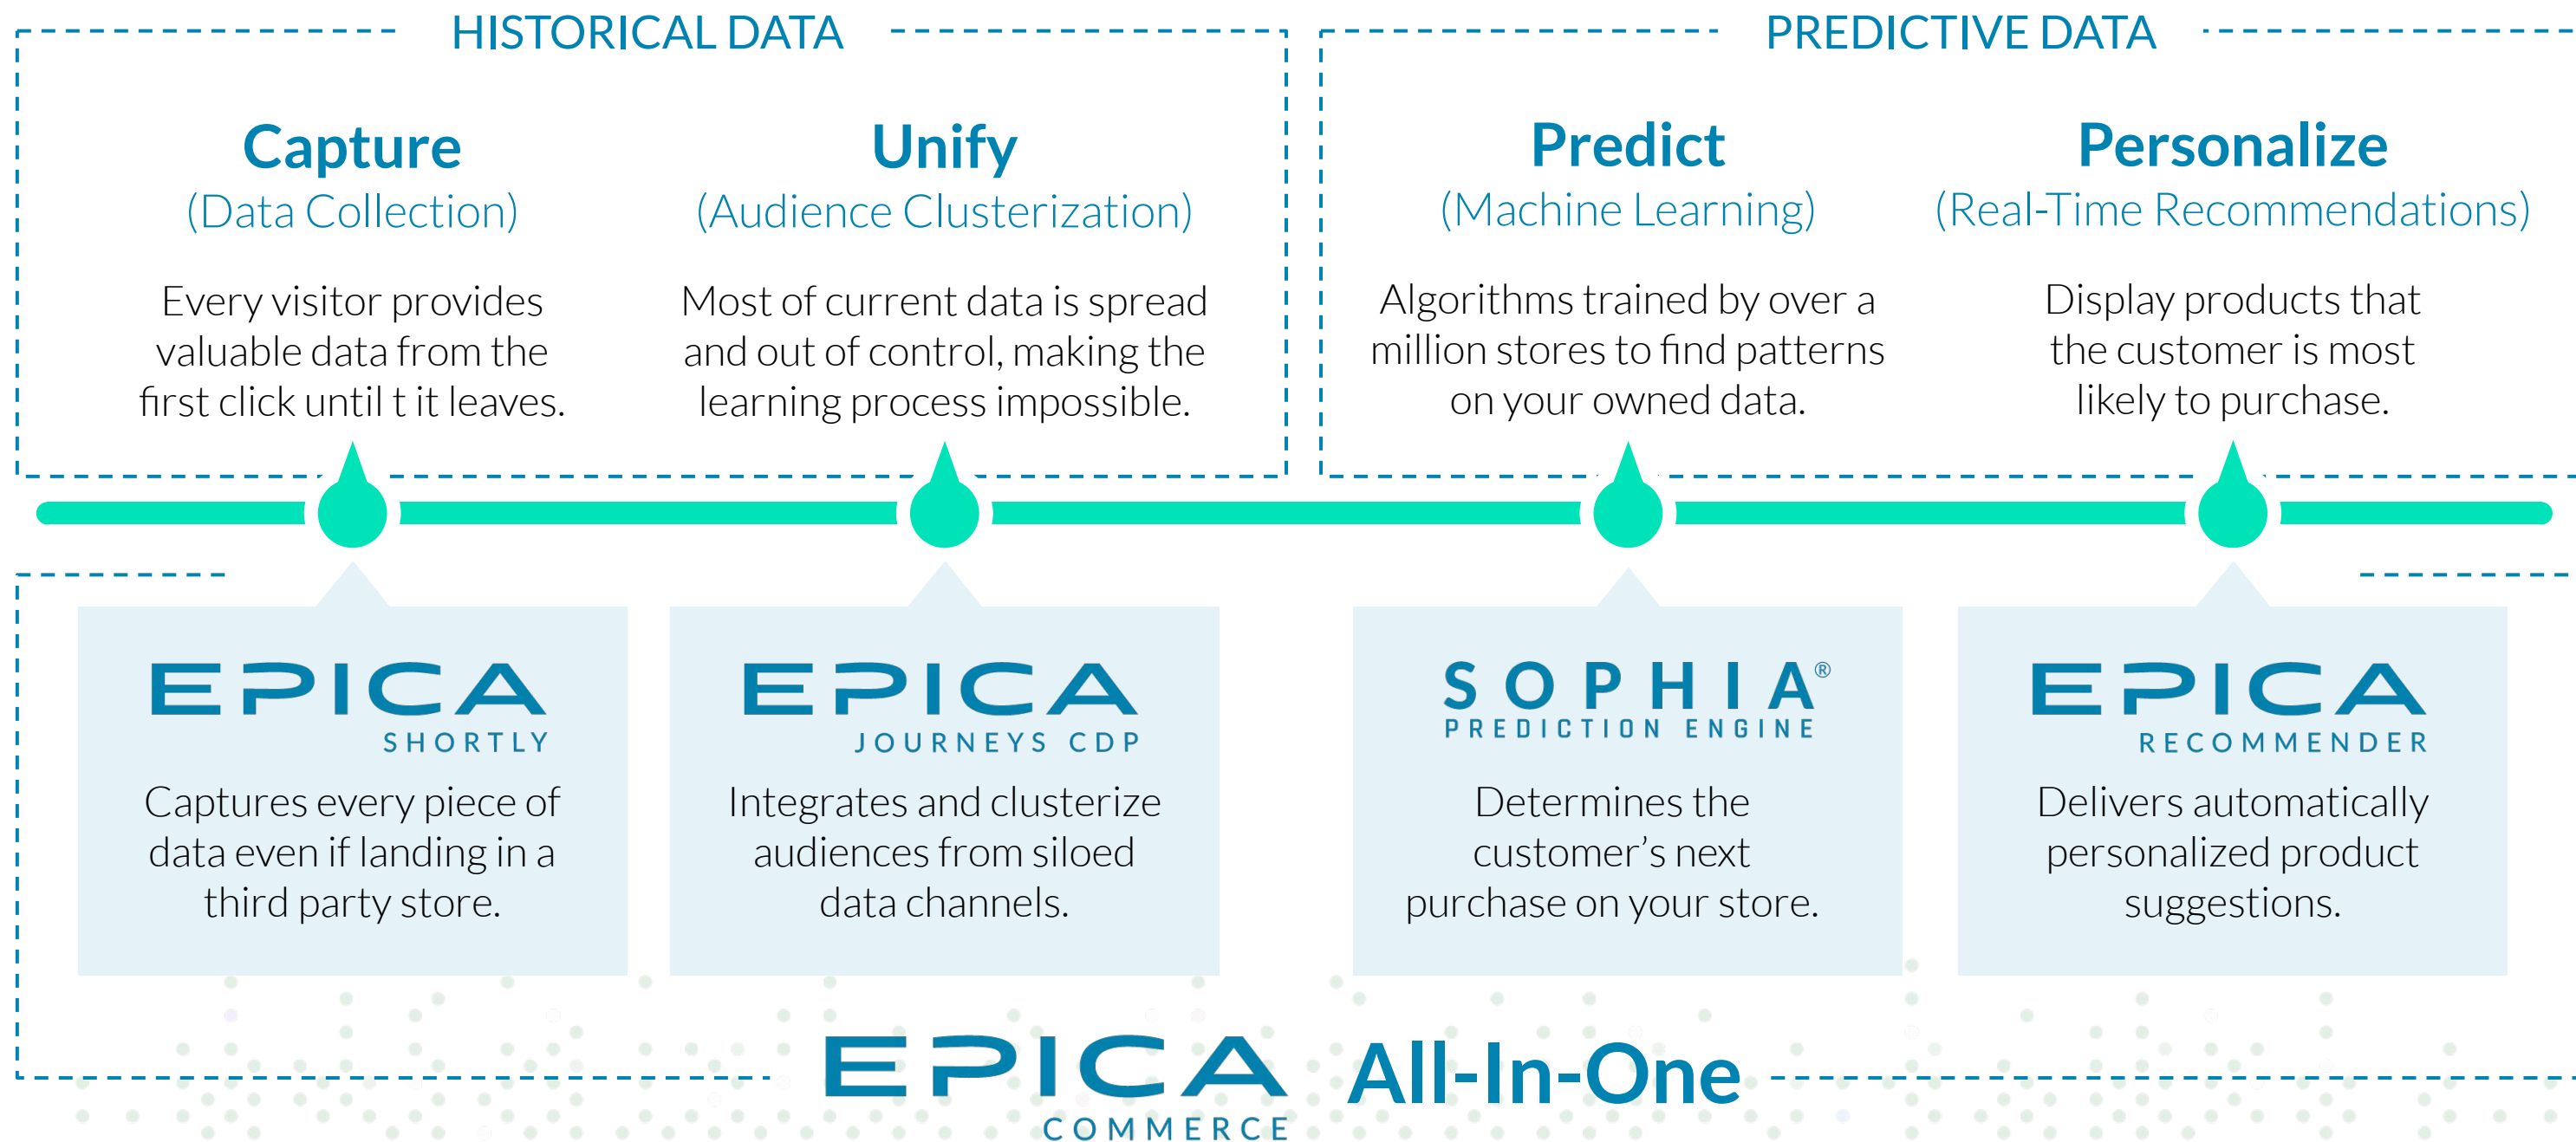 HISTORICAL DATA
PREDICTIVE DATA
Capture
(Data Collection)
Every visitor provides
valuable data from the
first click until t it leaves.
Unify
(Audience Clusterization)
Most of current data is spread
and out of control, making the
learning process impossible.
Predict
(Machine Learning)
Algorithms trained by over a
million stores to find patterns
on your owned data.
Personalize
(Real-Time Recommendations)
Display products that
the customer is most
likely to purchase.
EPICA
SHORTLY
Captures every piece of
data even if landing in a
third party store.
EPICA
JOURNEYS CDP
Integrates and clusterize
audiences from siloed
data channels.
SOPHIA®
PREDICTION ENGINE
Determines the
customer’s next
purchase on your store.
EPICA
RECOMMENDER
Delivers automatically
personalized product
suggestions.
EPICA All-In-One
COMMERCE